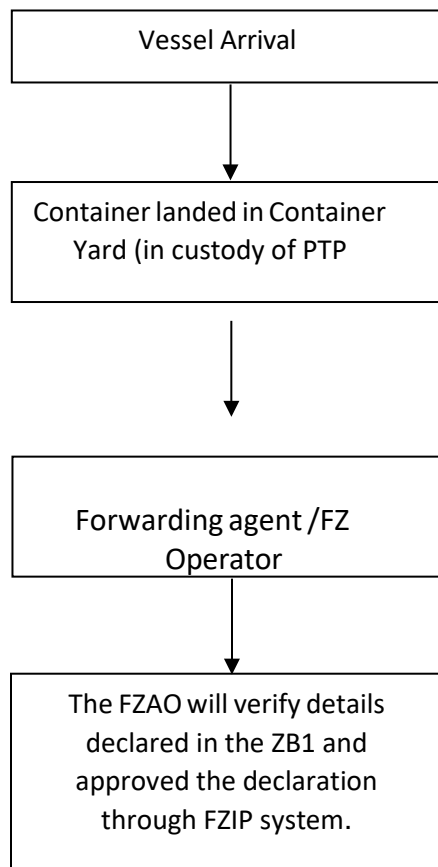 Vessel Arrival
Container landed in Container
Yard (in custody of PTP
Forwarding agent /FZ
Operator
The FZAO will verify details
declared in the ZB1 and
approved the declaration
through FZIP system.